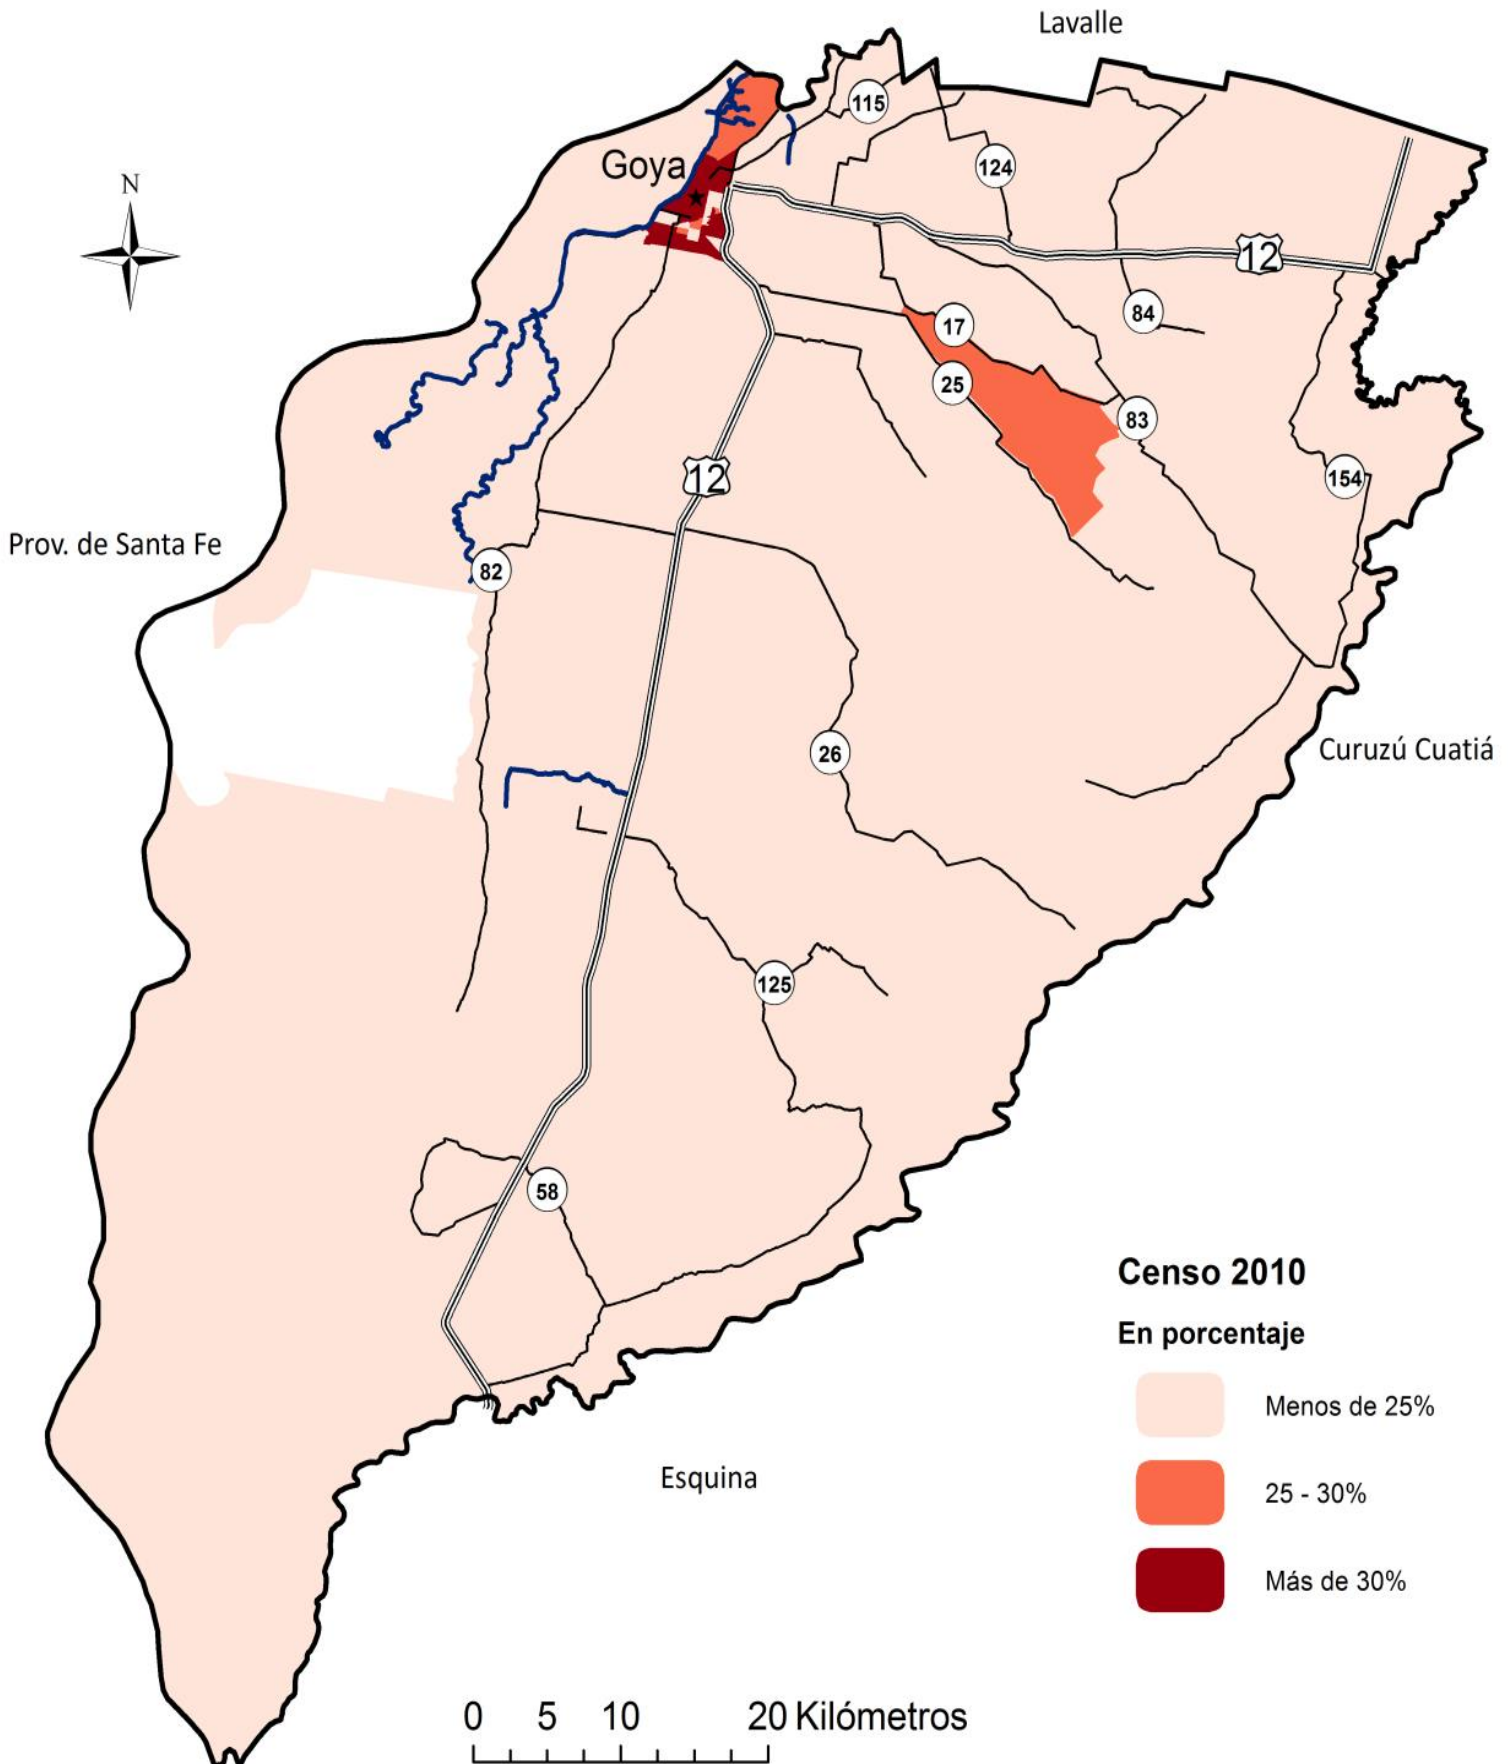 Lavalle
115
N
Goya
124
12
84
17
25
83
12
154
Prov. de Santa Fe
82
Curuzú Cuatiá
26
125
58
Censo 2010
En porcentaje
Menos de 25%
Esquina
25 - 30%
Más de 30%
0 5 10 20 Kilómetros